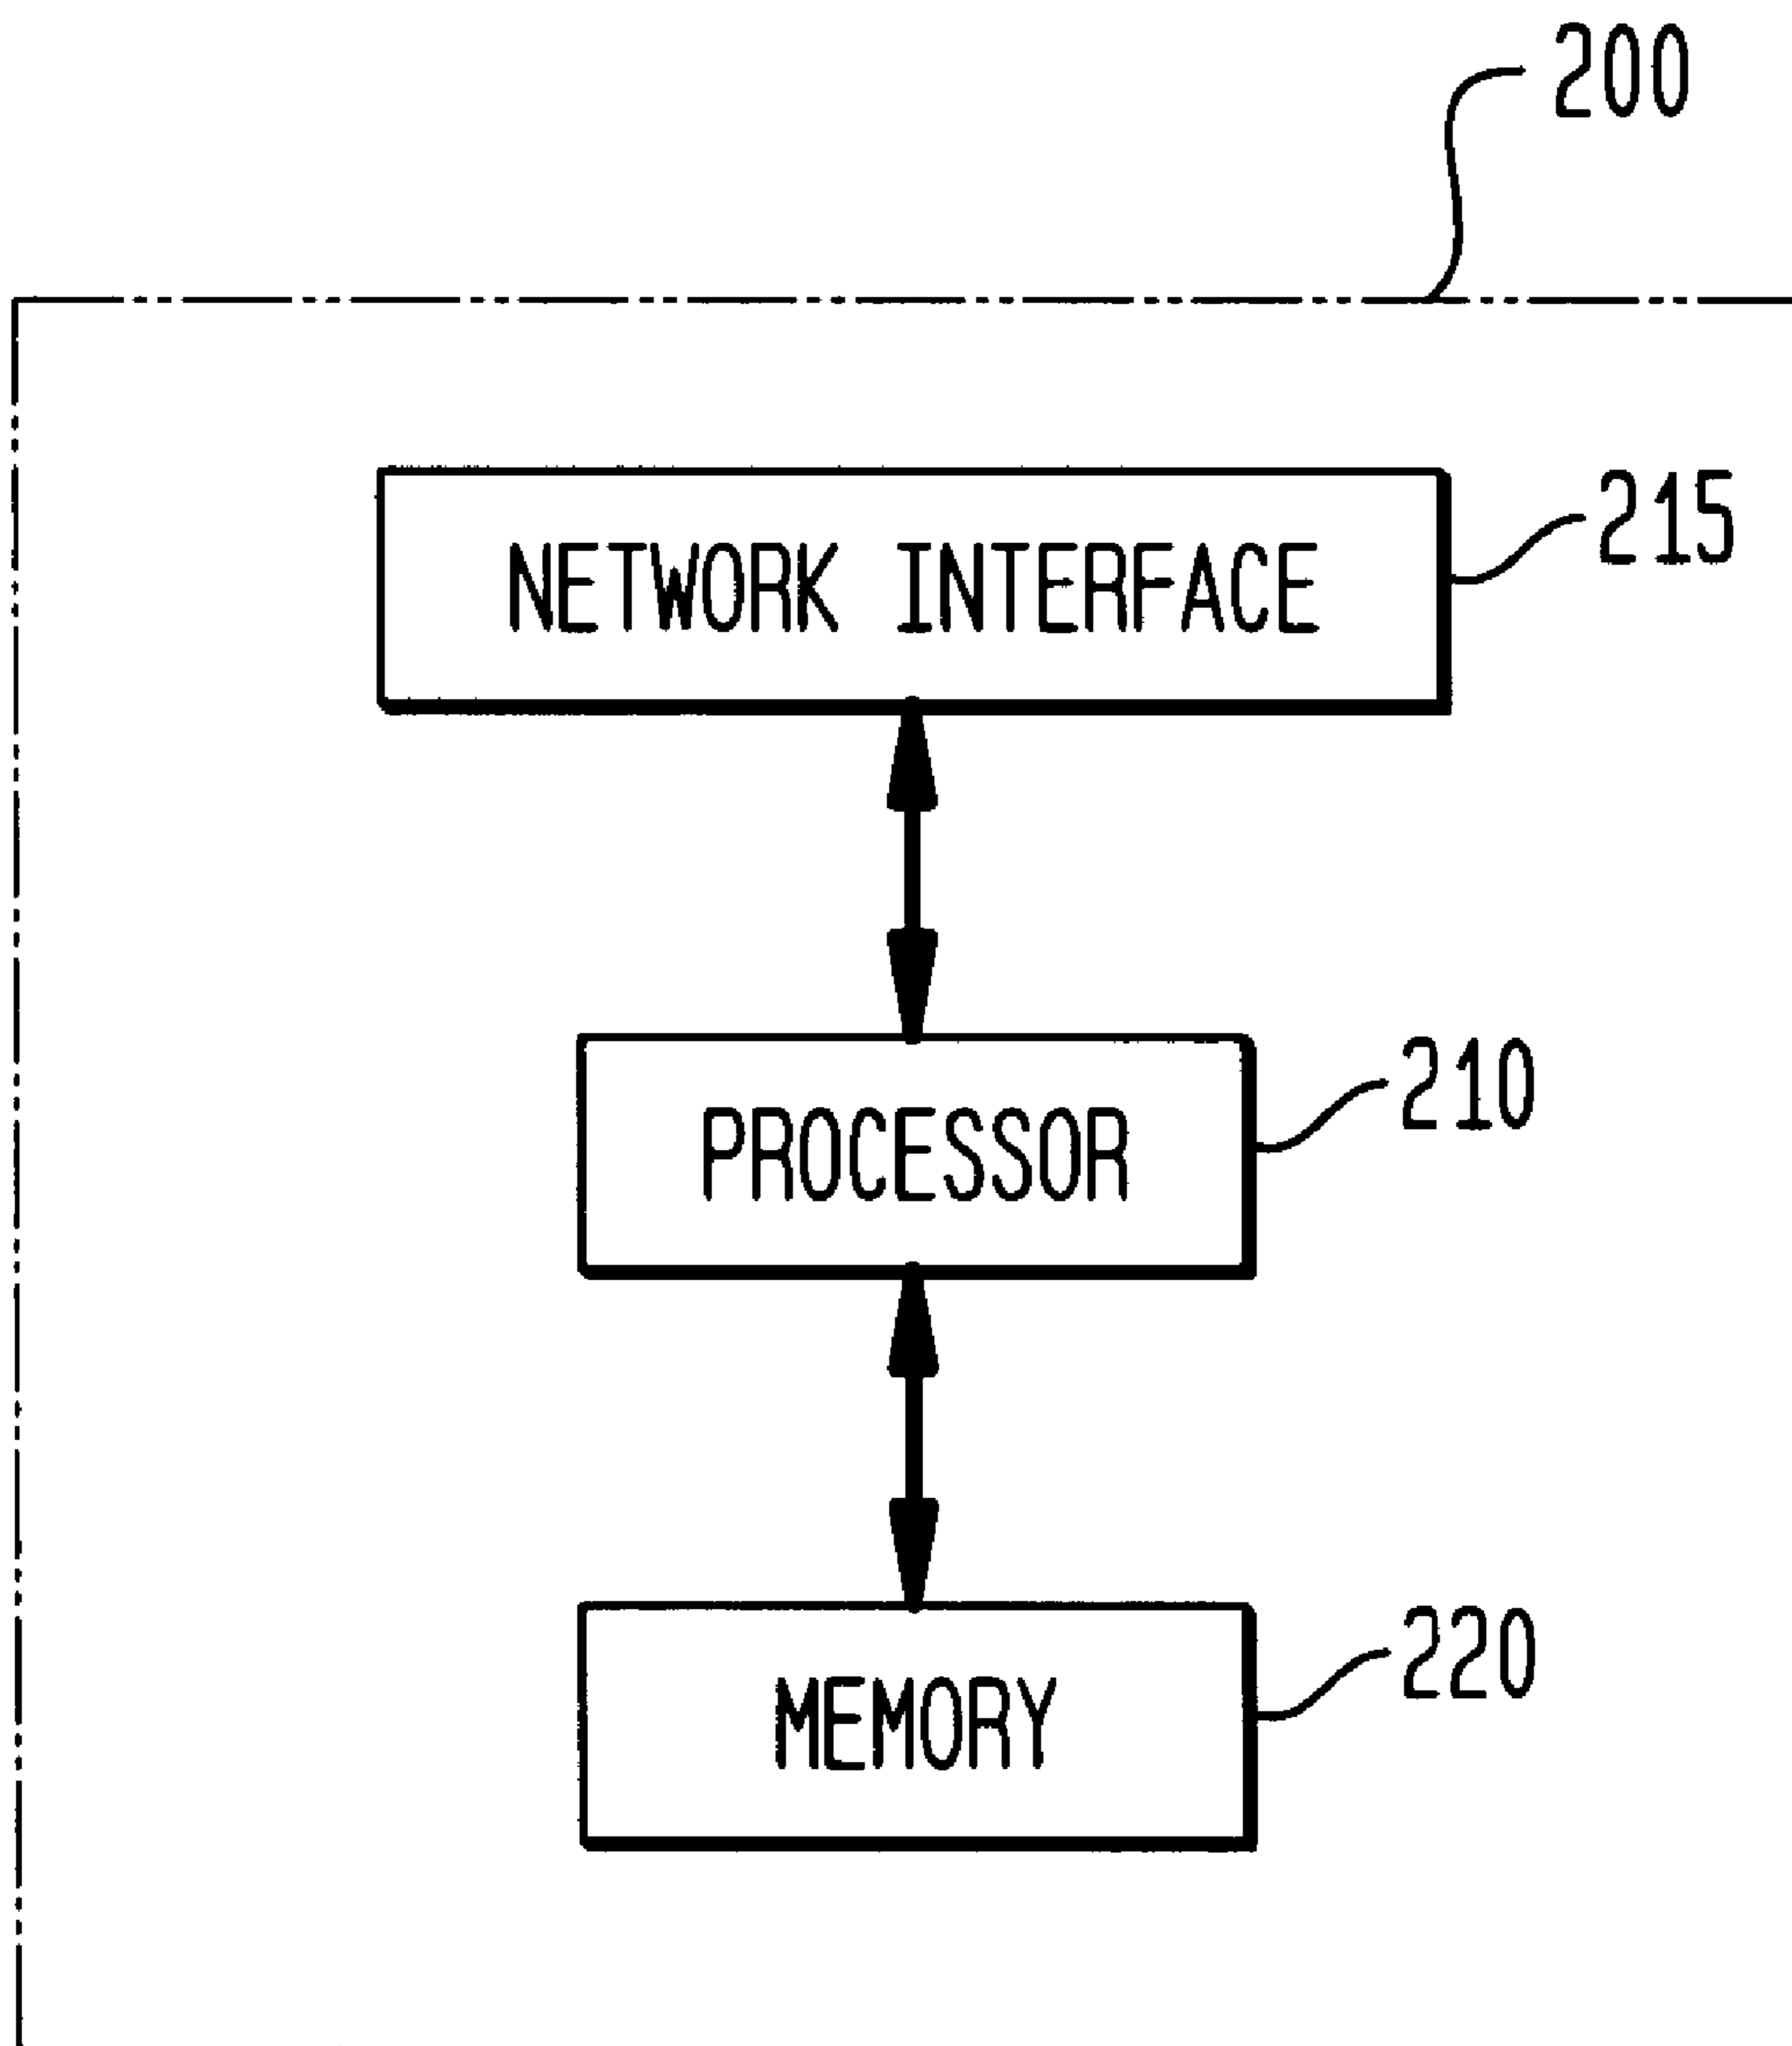 200
NETWORK INTERFACE
215
PROCESSOR
210
MEMORY
220